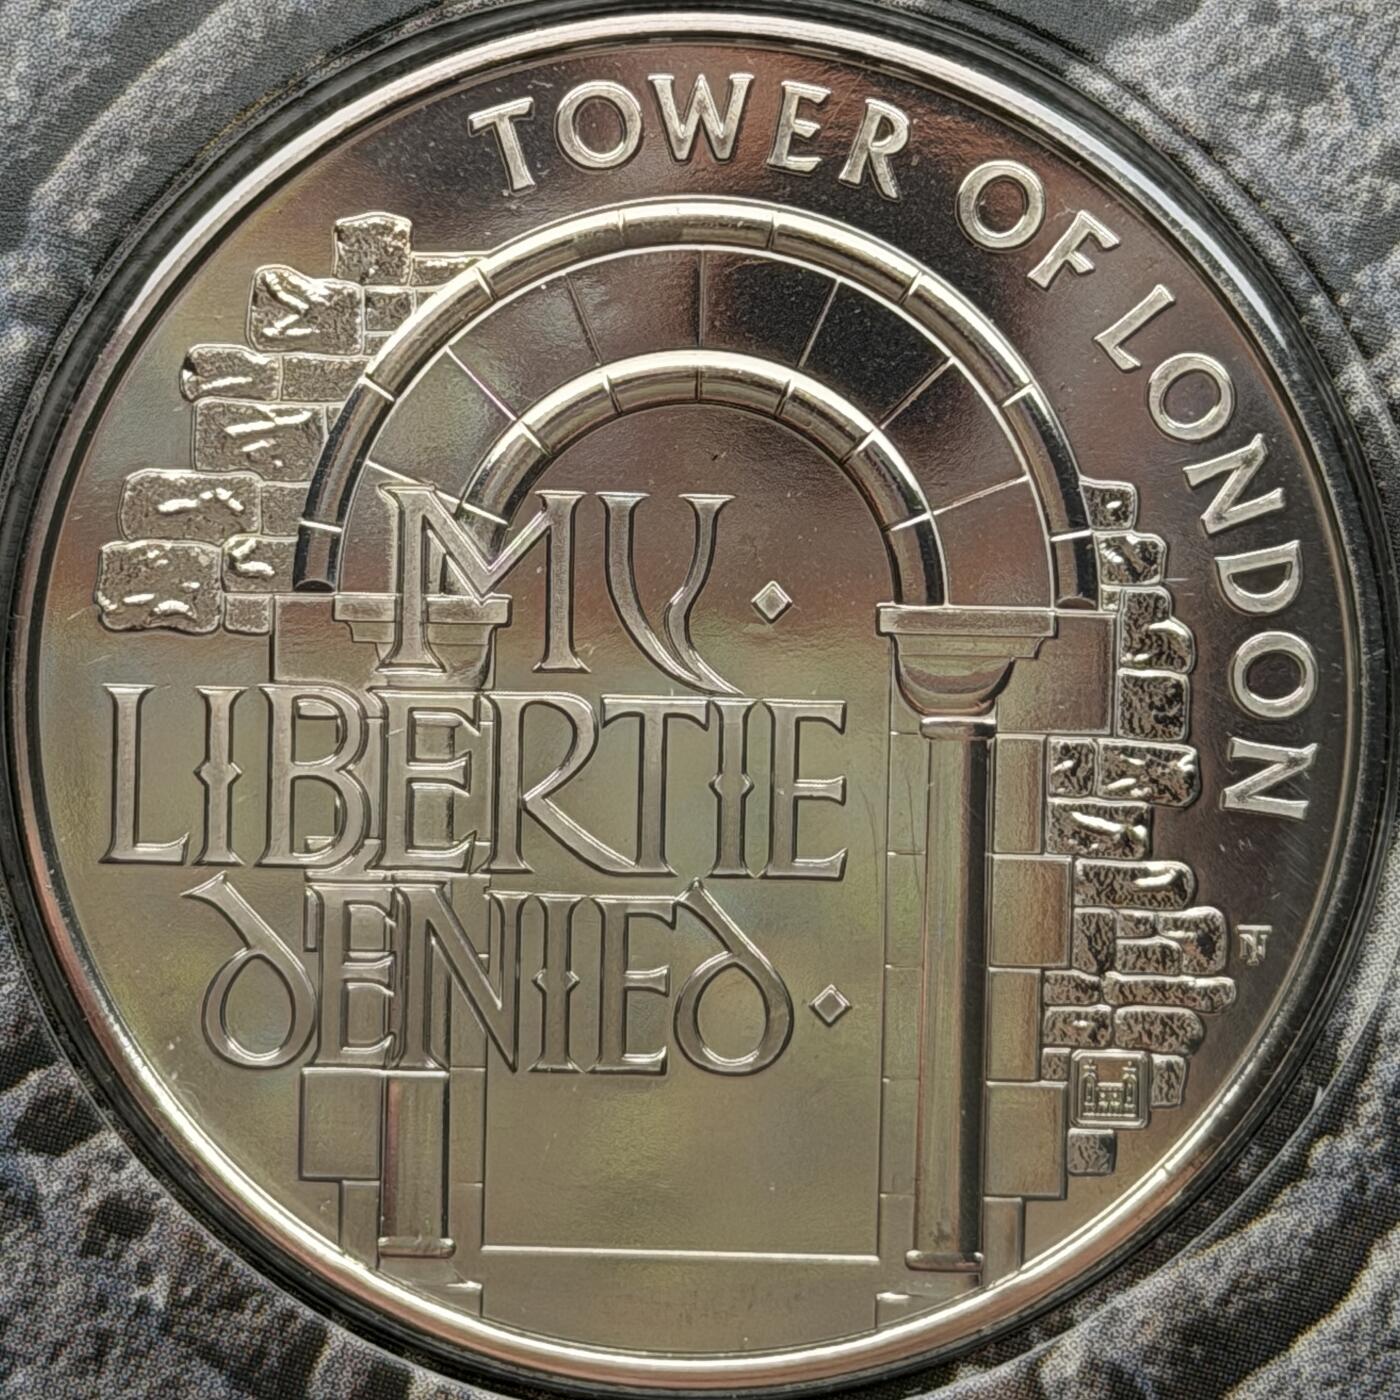 TOWER OF LONDON
MY ⋄
LIBERTIE
DENIED ⋄